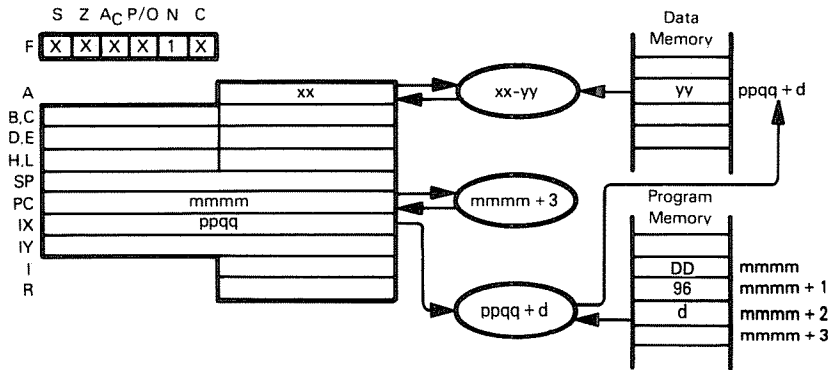 S Z AC P/O N C
F X X X X 1 X
Data
Memory
A xx xx-yy yy ppqq + d
B,C
D,E
H,L
SP
PC mmmm mmmm + 3
IX ppqq
IY
I
R
ppqq + d
Program
Memory
DD mmmm
96 mmmm + 1
d mmmm + 2
mmmm + 3